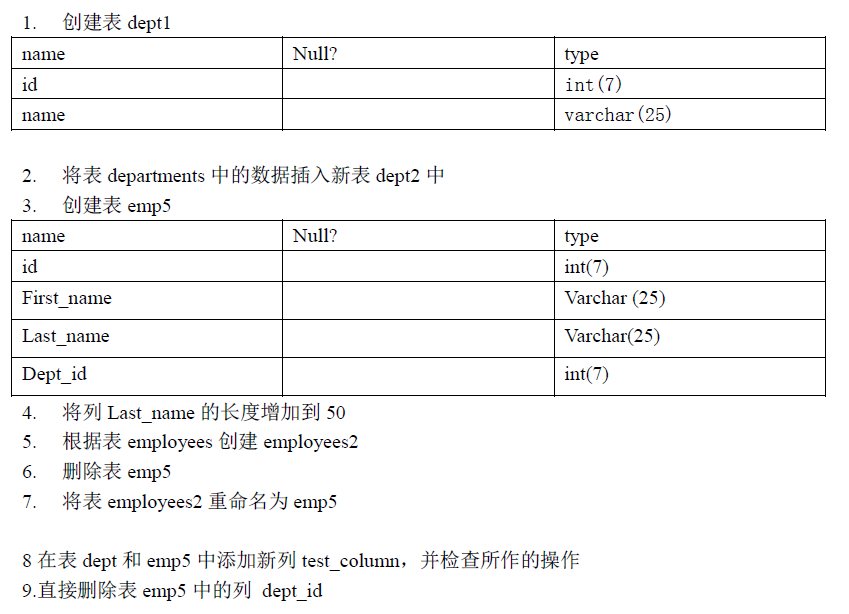 1. 创建表 dept1
name Null? type
id int(7)
name varchar(25)
2. 将表 departments 中的数据插入新表 dept2 中
3. 创建表 emp5
name Null? type
id int(7)
First_name Varchar (25)
Last_name Varchar(25)
Dept_id int(7)
4. 将列 Last_name 的长度增加到 50
5. 根据表 employees 创建 employees2
6. 删除表 emp5
7. 将表 employees2 重命名为 emp5
8 在表 dept 和 emp5 中添加新列 test_column，并检查所作的操作
9.直接删除表 emp5 中的列 dept_id